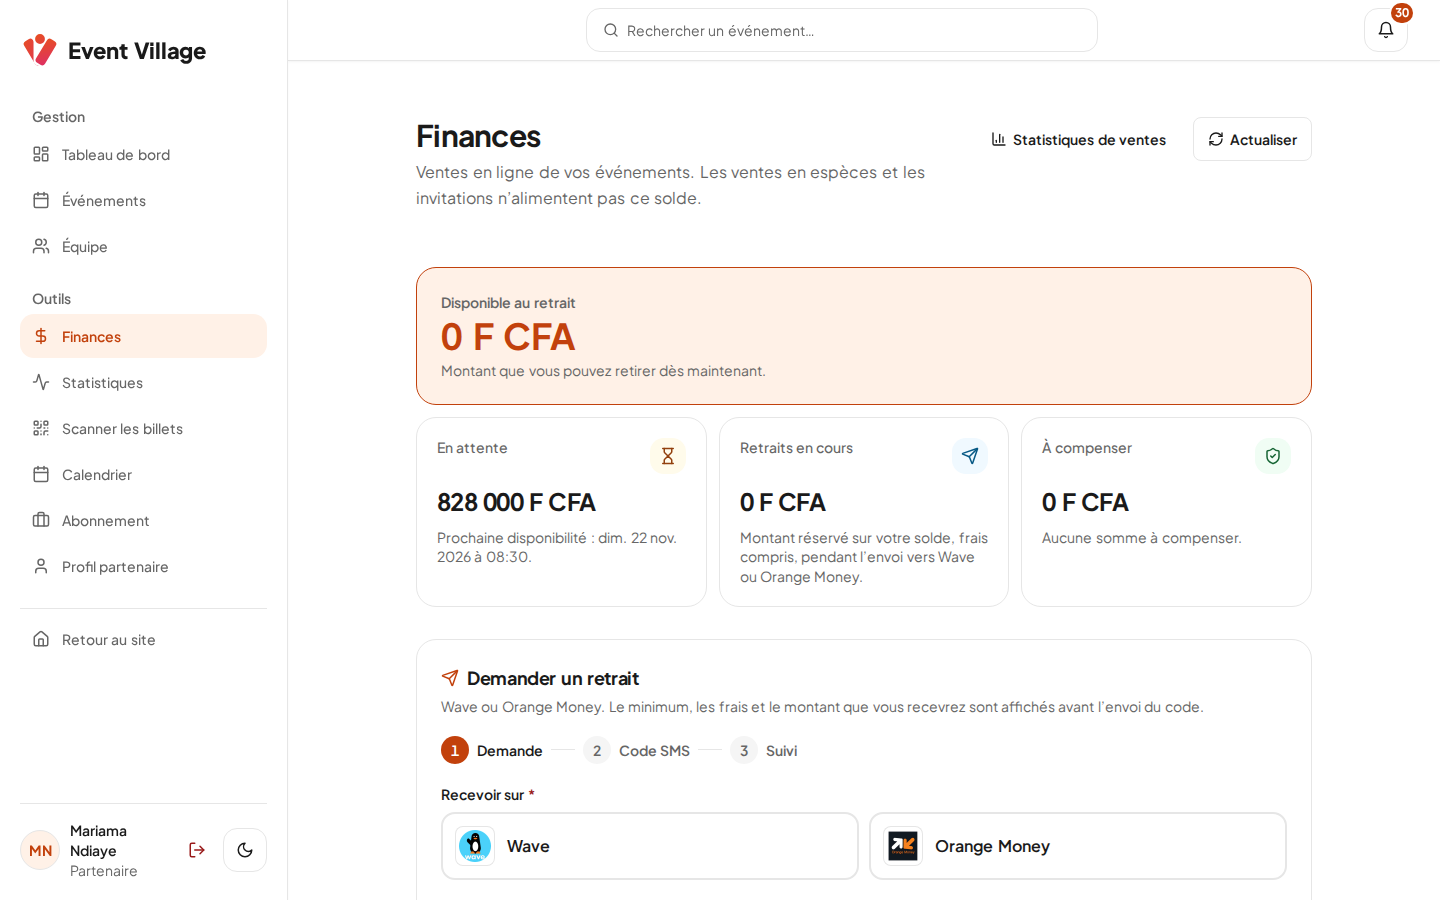 Event Village
Rechercher un événement…
30
Gestion
Tableau de bord
Événements
Équipe
Outils
Finances
Statistiques
Scanner les billets
Calendrier
Abonnement
Profil partenaire
Retour au site
MN
Mariama
Ndiaye
Partenaire
Finances
Statistiques de ventes
Actualiser
Ventes en ligne de vos événements. Les ventes en espèces et les
invitations n’alimentent pas ce solde.
Disponible au retrait
0 F CFA
Montant que vous pouvez retirer dès maintenant.
En attente
828 000 F CFA
Prochaine disponibilité : dim. 22 nov.
2026 à 08:30.
Retraits en cours
0 F CFA
Montant réservé sur votre solde, frais
compris, pendant l’envoi vers Wave
ou Orange Money.
À compenser
0 F CFA
Aucune somme à compenser.
Demander un retrait
Wave ou Orange Money. Le minimum, les frais et le montant que vous recevrez sont affichés avant l’envoi du code.
1 Demande
2 Code SMS
3 Suivi
Recevoir sur *
wave
Wave
Orange Money